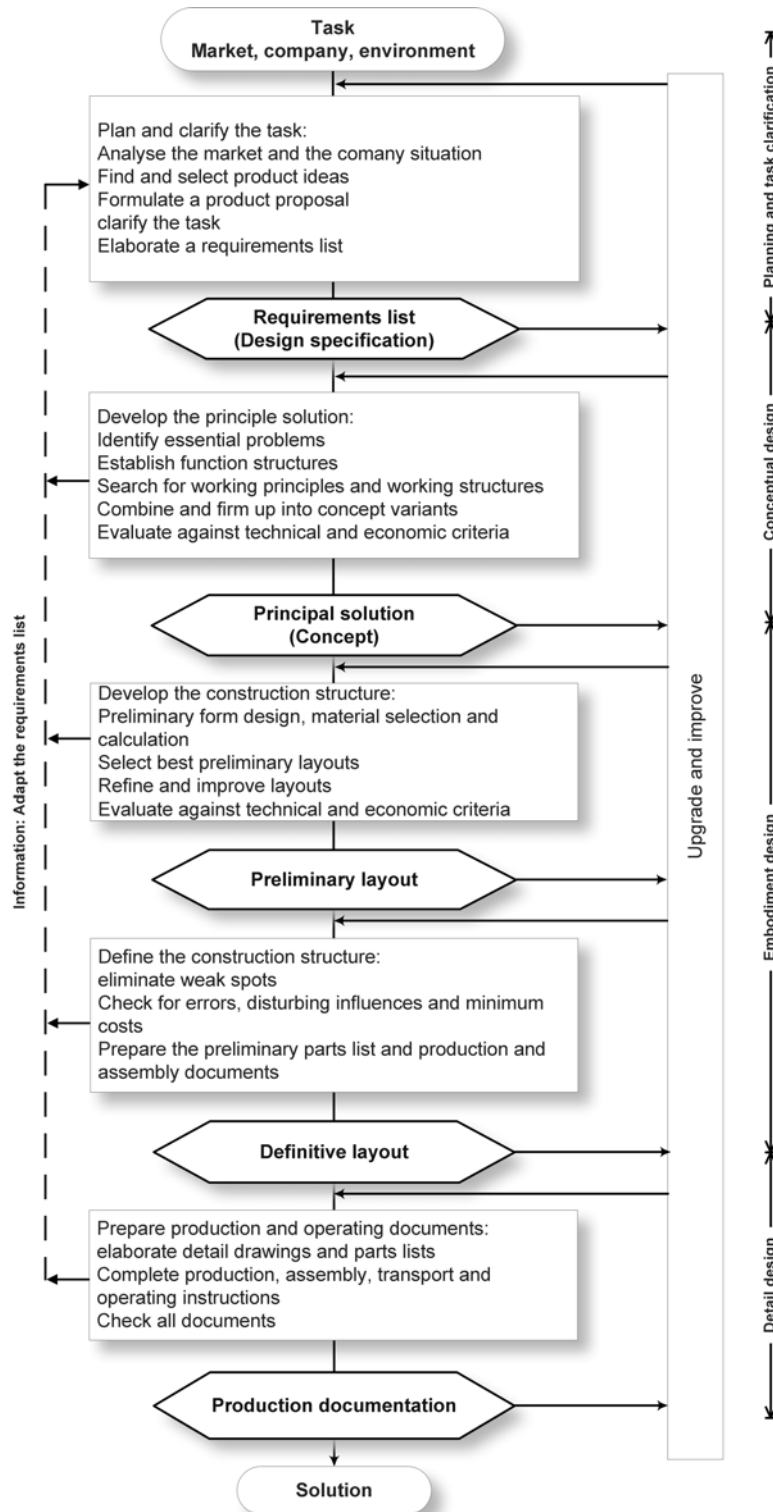 Task
Market, company, environment
Plan and clarify the task:
Analyse the market and the comany situation
Find and select product ideas
Formulate a product proposal
clarify the task
Elaborate a requirements list
Requirements list
(Design specification)
Develop the principle solution:
Identify essential problems
Establish function structures
Search for working principles and working structures
Combine and firm up into concept variants
Evaluate against technical and economic criteria
Principal solution
(Concept)
Develop the construction structure:
Preliminary form design, material selection and
calculation
Select best preliminary layouts
Refine and improve layouts
Evaluate against technical and economic criteria
Preliminary layout
Define the construction structure:
eliminate weak spots
Check for errors, disturbing influences and minimum
costs
Prepare the preliminary parts list and production and
assembly documents
Definitive layout
Prepare production and operating documents:
elaborate detail drawings and parts lists
Complete production, assembly, transport and
operating instructions
Check all documents
Production documentation
Solution
Information: Adapt the requirements list
Upgrade and improve
Planning and task clarification
Conceptual design
Embodiment design
Detail design